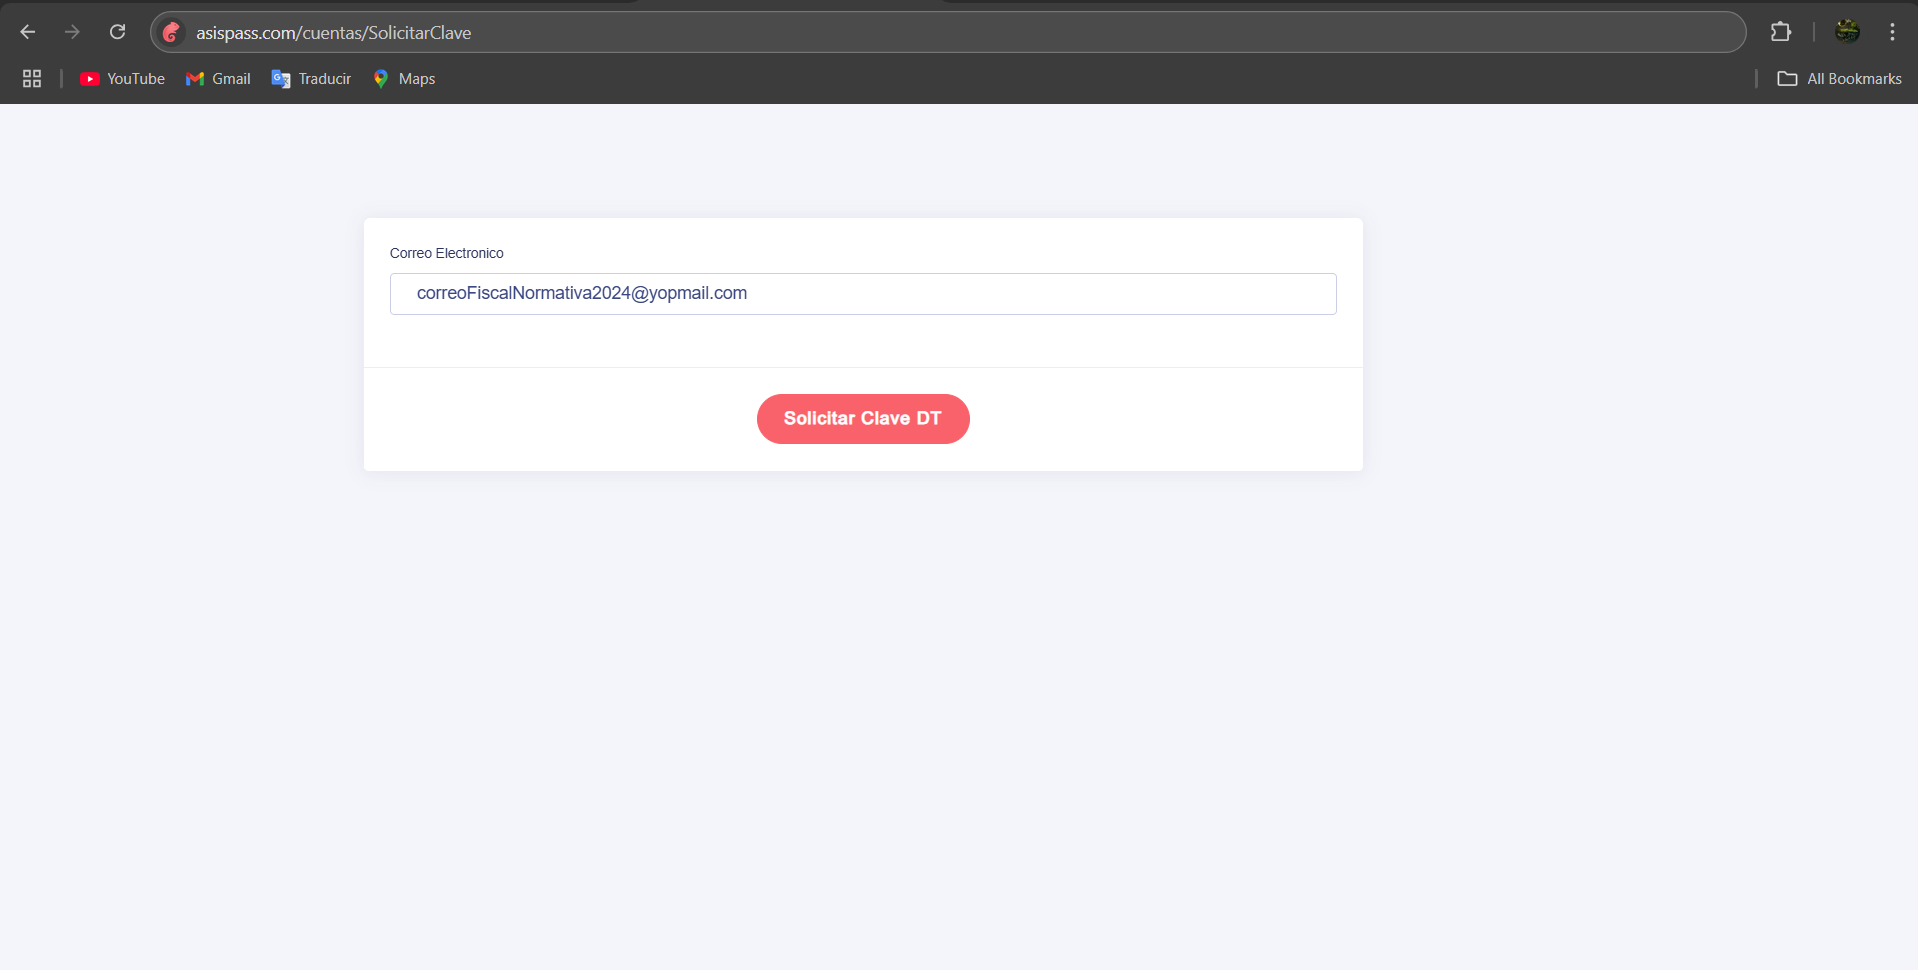 asispass.com/cuentas/SolicitarClave
YouTube Gmail Traducir Maps All Bookmarks
Correo Electronico
correoFiscalNormativa2024@yopmail.com
Solicitar Clave DT